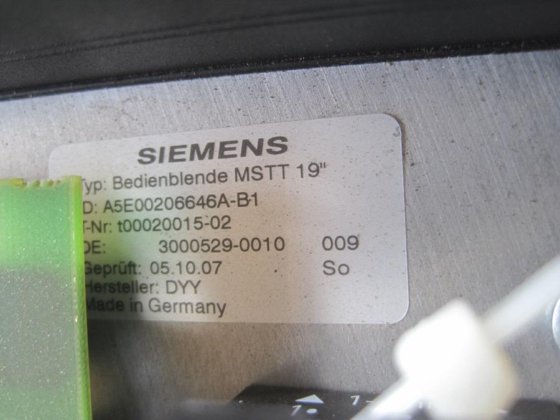 SIEMENS
Typ: Bedienblende MSTT 19"
D: A5E00206646A-B1
T-Nr: t00020015-02
DE: 3000529-0010 009
Geprüft: 05.10.07 So
Hersteller: DYY
Made in Germany